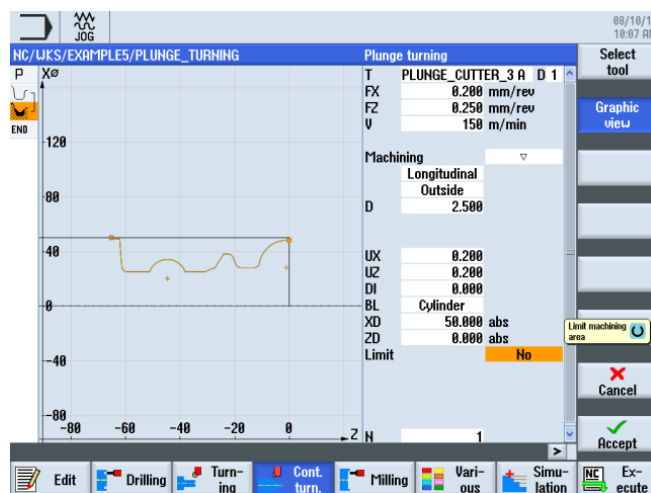 JOG
08/10/1
10:07 AM
NC/WKS/EXAMPLE5/PLUNGE_TURNING
Plunge turning
Select tool
P
XØ
T PLUNGE_CUTTER_3 A D 1
FX 0.200 mm/rev
FZ 0.250 mm/rev
V 150 m/min
Graphic view
END
Machining ▽
Longitudinal
Outside
D 2.500
UX 0.200
UZ 0.200
DI 0.000
BL Cylinder
XD 50.000 abs
ZD 0.000 abs
Limit No
Limit machining area
120
80
40
0
-40
-80
-80 -60 -40 -20 0 Z
N 1
Cancel
Accept
>
Edit
Drilling
Turn-
ing
Cont.
turn.
Milling
Vari-
ous
Simu-
lation
NC
Ex-
ecute